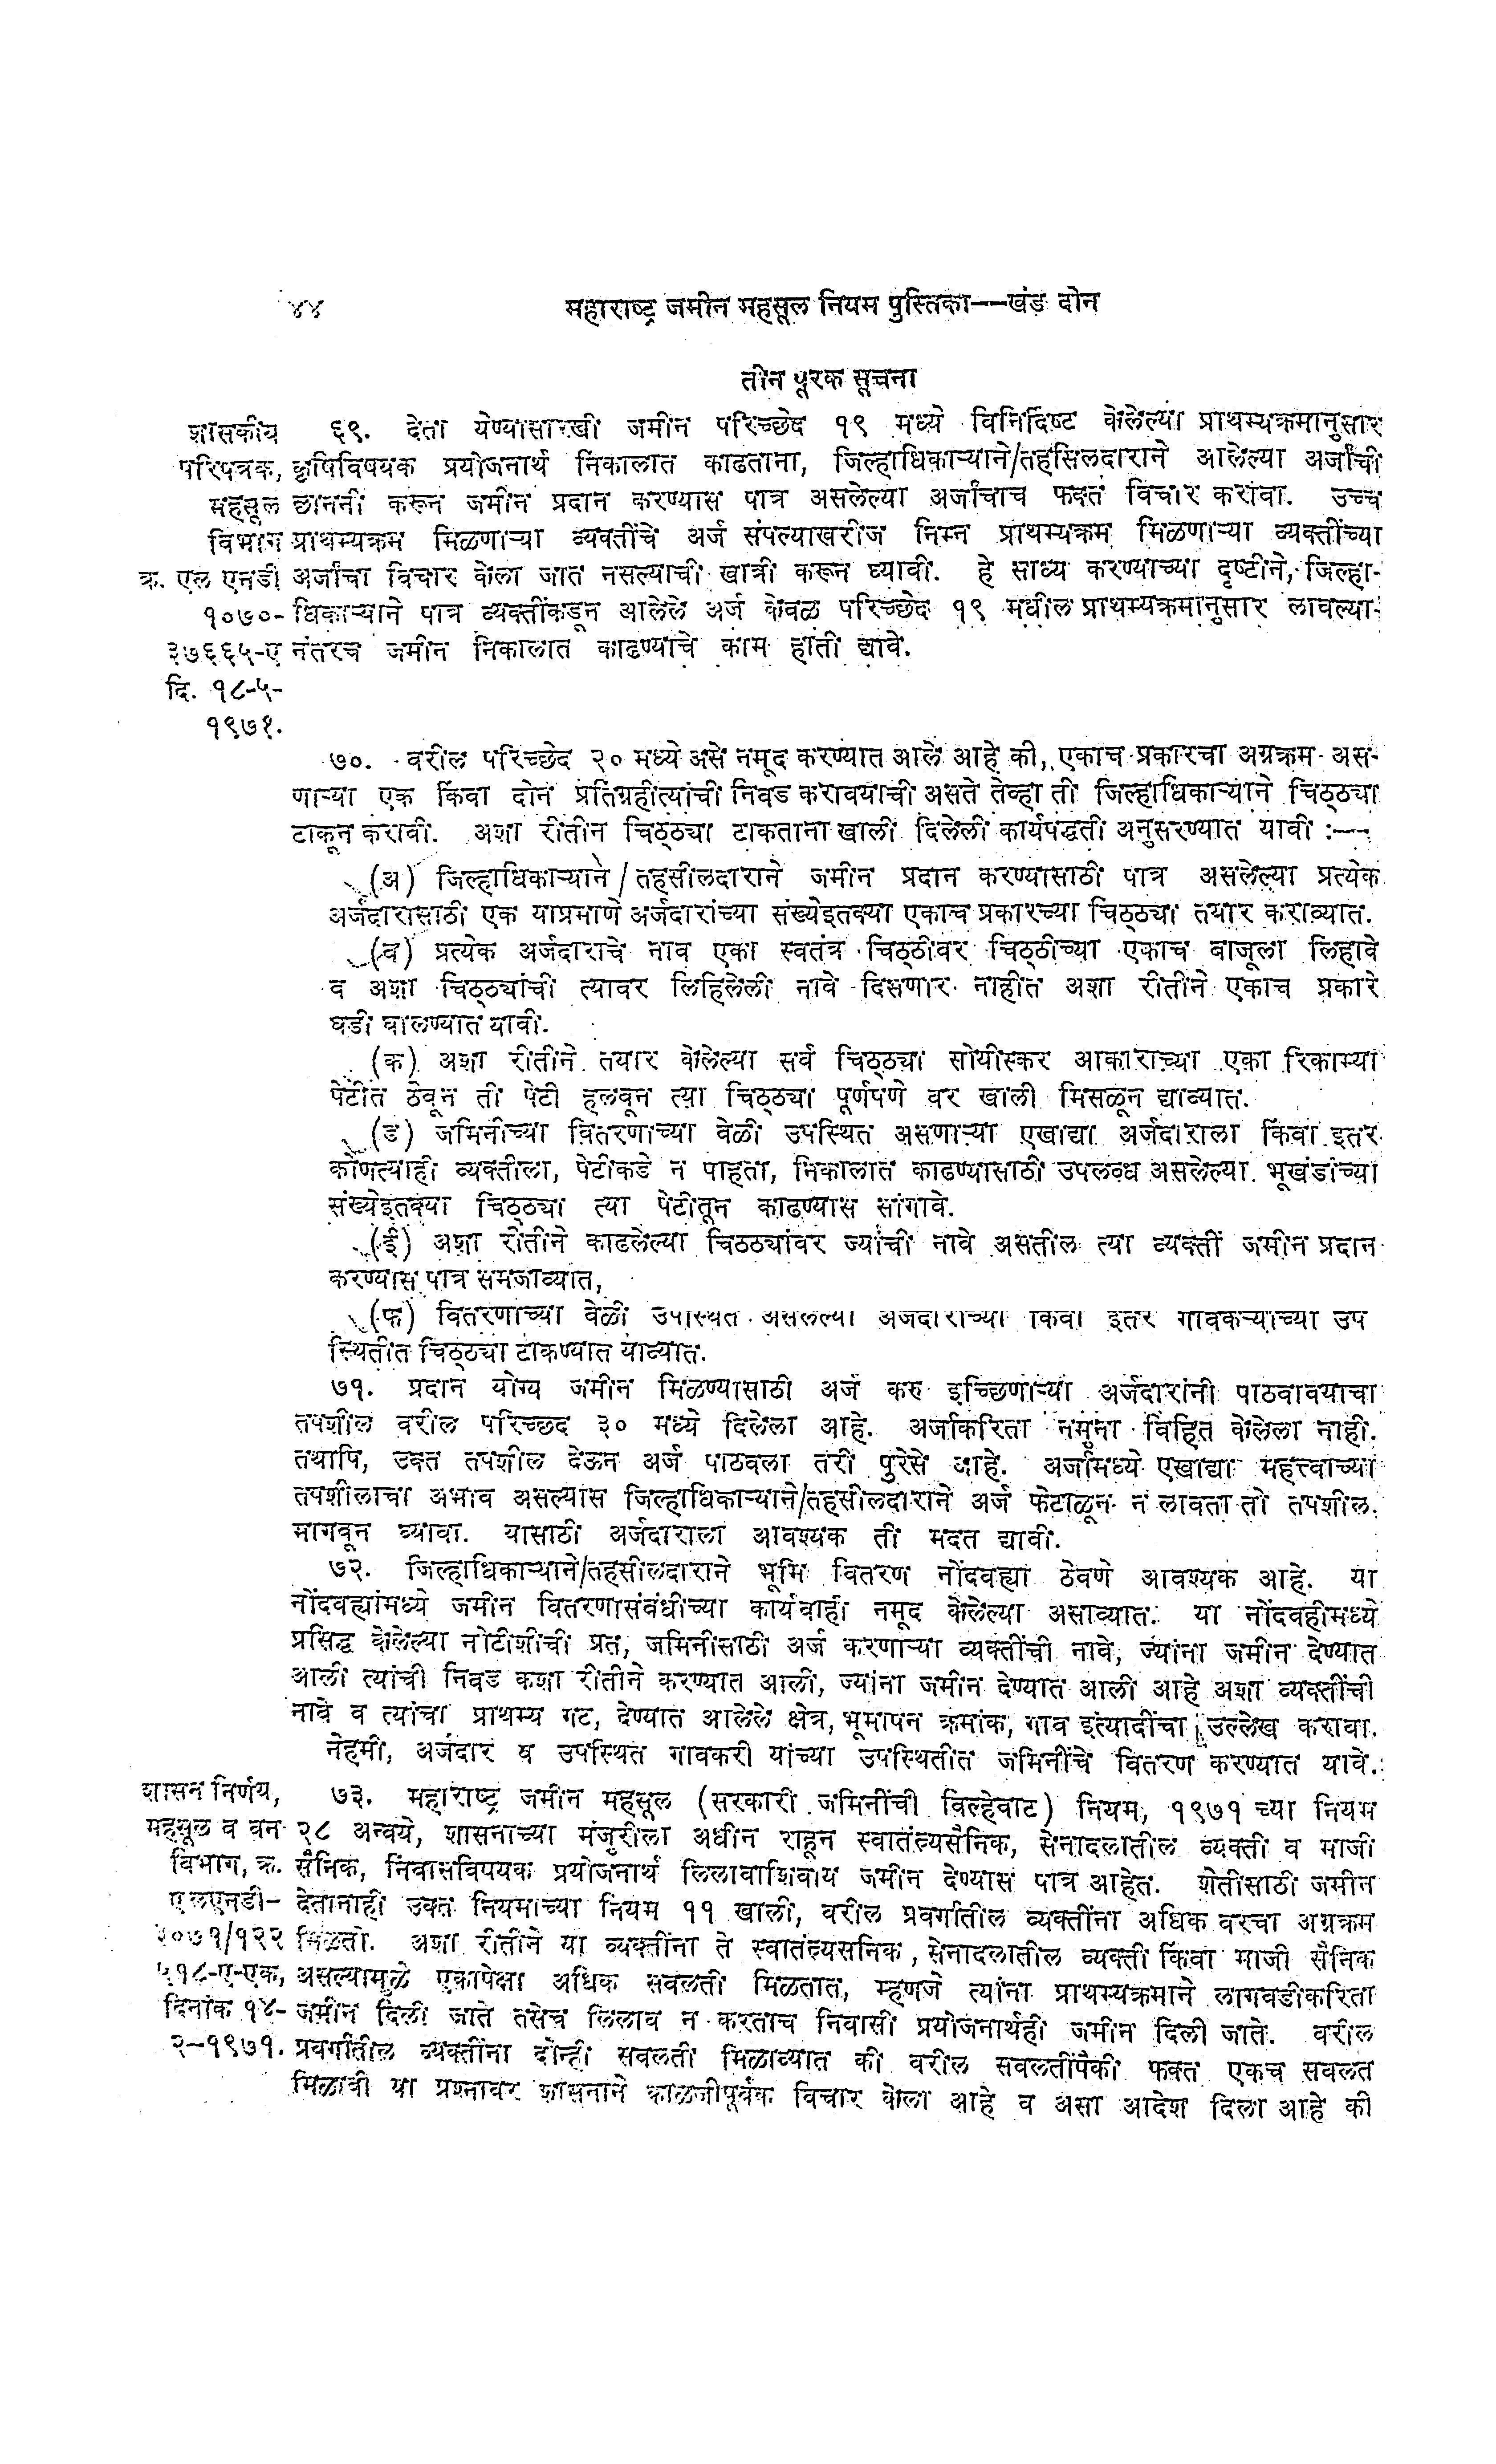 ४४
महाराष्ट्र जमीन महसूल नियम पुस्तिका--खंड दोन
तीन पूरक सूचना
शासकीय
परिपत्रक,
महसूल
विभाग
क्र. एल एनडी
१०७०-
३७६६५-ए
दि. १८-५-
१९७१.
६९. देता येण्यासारखी जमीन परिच्छेद १९ मध्ये विनिर्दिष्ट केलेल्या प्राथम्यक्रमानुसार
कृषिविषयक प्रयोजनार्थ निकालात काढताना, जिल्हाधिकाऱ्याने/तहसिलदाराने आलेल्या अर्जांची
छाननी करून जमीन प्रदान करण्यास पात्र असलेल्या अर्जांचाच फक्त विचार करावा. उच्च
प्राथम्यक्रम मिळणाऱ्या व्यक्तींचे अर्ज संपल्याखरीज निम्न प्राथम्यक्रम मिळणाऱ्या व्यक्तींच्या
अर्जांचा विचार केला जात नसल्याची खात्री करून घ्यावी. हे साध्य करण्याच्या दृष्टीने, जिल्हा-
धिकाऱ्याने पात्र व्यक्तींकडून आलेले अर्ज केवळ परिच्छेद १९ मधील प्राथम्यक्रमानुसार लावल्या-
नंतरच जमीन निकालात काढण्याचे काम हाती द्यावे.
७०. वरील परिच्छेद २० मध्ये असे नमूद करण्यात आले आहे की, एकाच प्रकारचा अग्रक्रम अस-
णाऱ्या एक किंवा दोन प्रतिग्रहीत्यांची निवड करावयाची असते तेव्हा ती जिल्हाधिकाऱ्याने चिठ्ठ्या
टाकून करावी. अशा रीतीन चिठ्ठ्या टाकताना खाली दिलेली कार्यपद्धती अनुसरण्यात यावी :--
(अ) जिल्हाधिकाऱ्याने/तहसीलदाराने जमीन प्रदान करण्यासाठी पात्र असलेल्या प्रत्येक
अर्जदारासाठी एक याप्रमाणे अर्जदारांच्या संख्येइतक्या एकाच प्रकारच्या चिठ्ठ्या तयार कराव्यात.
(ब) प्रत्येक अर्जदाराचे नाव एका स्वतंत्र चिठ्ठीवर चिठ्ठीच्या एकाच बाजूला लिहावे
व अशा चिठ्ठ्यांची त्यावर लिहिलेली नावे दिसणार नाहीत अशा रीतीने एकाच प्रकारे
घडी घालण्यात यावी.
(क) अशा रीतीने तयार केलेल्या सर्व चिठ्ठ्या सोयीस्कर आकाराच्या एका रिकाम्या
पेटीत ठेवून ती पेटी हलवून त्या चिठ्ठ्या पूर्णपणे वर खाली मिसळून द्याव्यात.
(ड) जमिनीच्या वितरणाच्या वेळी उपस्थित असणाऱ्या एखाद्या अर्जदाराला किंवा इतर
कोणत्याही व्यक्तीला, पेटीकडे न पाहता, निकालात काढण्यासाठी उपलब्ध असलेल्या भूखंडांच्या
संख्येइतक्या चिठ्ठ्या त्या पेटीतून काढण्यास सांगावे.
(ई) अशा रीतीने काढलेल्या चिठठ्यांवर ज्यांची नावे असतील त्या व्यक्ती जमीन प्रदान
करण्यास पात्र समजाव्यात,
(फ) वितरणाच्या वेळी उपस्थित असलेल्या अर्जदाराच्या किंवा इतर गावकऱ्याच्या उप
स्थितीत चिठ्ठ्या टाकण्यात याव्यात.
७१. प्रदान योग्य जमीन मिळण्यासाठी अर्ज करु इच्छिणाऱ्या अर्जदारांनी पाठवावयाचा
तपशील वरील परिच्छद ३० मध्ये दिलेला आहे. अर्जाकरिता नमुना विहित केलेला नाही.
तथापि, उक्त तपशील देऊन अर्ज पाठवला तरी पुरेसे आहे. अर्जामध्ये एखाद्या महत्त्वाच्या
तपशीलाचा अभाव असल्यास जिल्हाधिकाऱ्याने/तहसीलदाराने अर्ज फेटाळून न लावता तो तपशील
मागवून घ्यावा. यासाठी अर्जदाराला आवश्यक ती मदत द्यावी.
७२. जिल्हाधिकाऱ्याने/तहसीलदाराने भूमि वितरण नोंदवह्या ठेवणे आवश्यक आहे. या
नोंदवह्यांमध्ये जमीन वितरणासंबंधीच्या कार्यवाही नमूद केलेल्या असाव्यात. या नोंदवहीमध्ये
प्रसिद्ध केलेल्या नोटीशीची प्रत, जमिनीसाठी अर्ज करणाऱ्या व्यक्तींची नावे, ज्यांना जमीन देण्यात
आली त्यांची निवड कशा रीतीने करण्यात आली, ज्यांना जमीन देण्यात आली आहे अशा व्यक्तींची
नावे व त्यांचा प्राथम्य गट, देण्यात आलेले क्षेत्र, भूमापन क्रमांक, गाव इत्यादींचा उल्लेख करावा.
नेहमी, अर्जदार व उपस्थित गावकरी यांच्या उपस्थितीत जमिनींचे वितरण करण्यात यावे.
शासन निर्णय,
महसूल व वन
विभाग, क्र.
एलएनडी-
३०७१/१२२
५१८-ए-एक,
दिनांक १४-
२-१९७१.
७३. महाराष्ट्र जमीन महसूल (सरकारी जमिनींची विल्हेवाट) नियम, १९७१ च्या नियम
२८ अन्वये, शासनाच्या मंजुरीला अधीन राहून स्वातंत्र्यसैनिक, सेनादलातील व्यक्ती व माजी
सैनिक, निवासविषयक प्रयोजनार्थ लिलावाशिवाय जमीन देण्यास पात्र आहेत. शेतीसाठी जमीन
देतानाही उक्त नियमाच्या नियम ११ खाली, वरील प्रवर्गातील व्यक्तींना अधिक वरचा अग्रक्रम
मिळतो. अशा रीतीने या व्यक्तींना ते स्वातंत्र्यसनिक, सेनादलातील व्यक्ती किंवा माजी सैनिक
असल्यामुळे एकापेक्षा अधिक सवलती मिळतात, म्हणजे त्यांना प्राथम्यक्रमाने लागवडीकरिता
जमीन दिली जाते तसेच लिलाव न करताच निवासी प्रयोजनार्थही जमीन दिली जाते. वरील
प्रवर्गातील व्यक्तींना दोन्ही सवलती मिळाव्यात की वरील सवलतींपैकी फक्त एकच सवलत
मिळावी या प्रश्नावर शासनाने काळजीपूर्वक विचार केला आहे व असा आदेश दिला आहे की